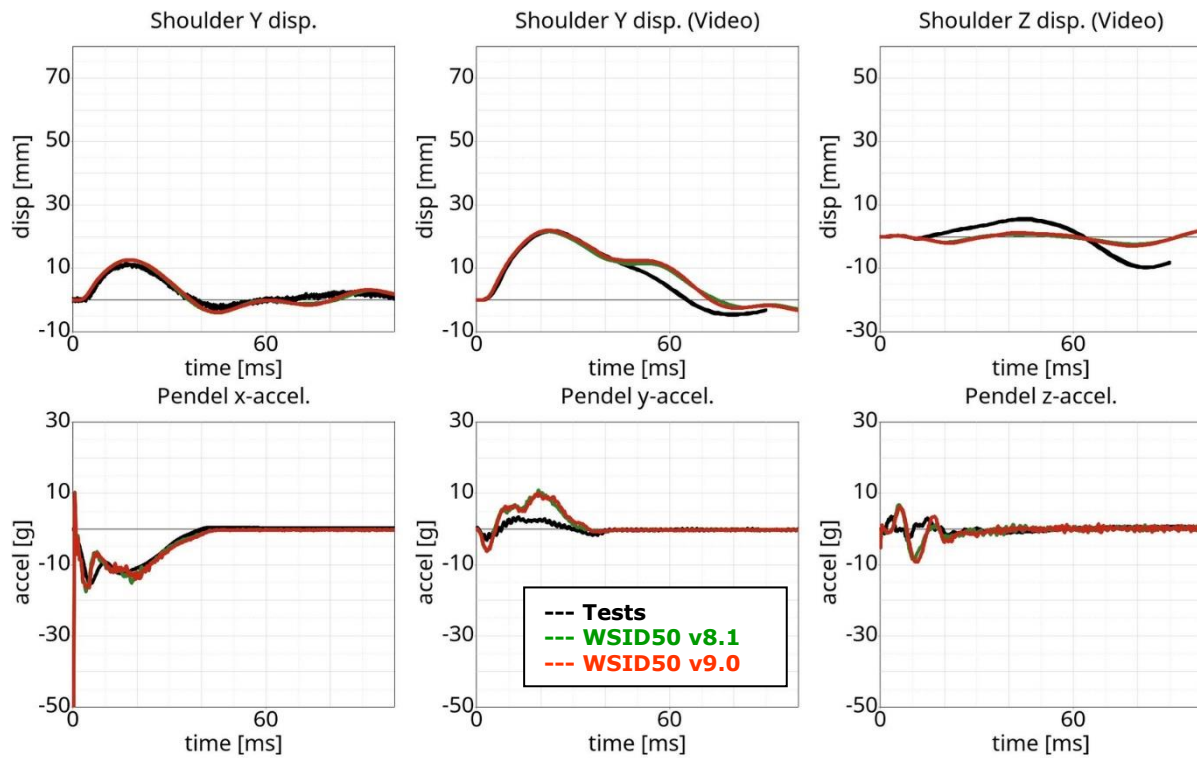 Shoulder Y disp.
disp [mm]
70
50
30
10
-10
0
60
time [ms]
Shoulder Y disp. (Video)
disp [mm]
70
50
30
10
-10
0
60
time [ms]
Shoulder Z disp. (Video)
disp [mm]
50
30
10
-10
-30
0
60
time [ms]
Pendel x-accel.
accel [g]
30
10
-10
-30
-50
0
60
time [ms]
Pendel y-accel.
accel [g]
30
10
-10
-30
-50
0
60
time [ms]
--- Tests
--- WSID50 v8.1
--- WSID50 v9.0
Pendel z-accel.
accel [g]
30
10
-10
-30
-50
0
60
time [ms]